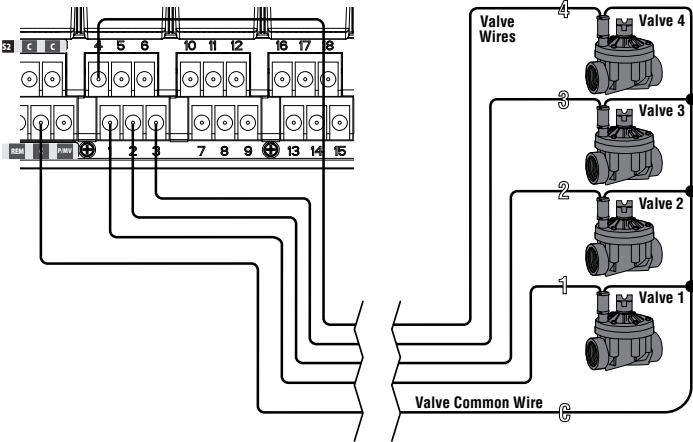 4
Valve Wires
Valve 4
S2 C C 4 5 6 10 11 12 16 17 18
3
Valve 3
REM C P/MV 1 2 3 7 8 9 13 14 15
2
Valve 2
1
Valve 1
Valve Common Wire
C